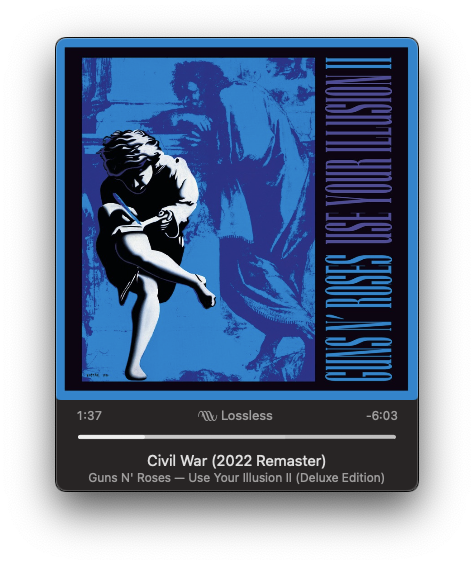 GUNS N' ROSES USE YOUR ILLUSION II
1:37 Lossless -6:03
Civil War (2022 Remaster)
Guns N' Roses — Use Your Illusion II (Deluxe Edition)